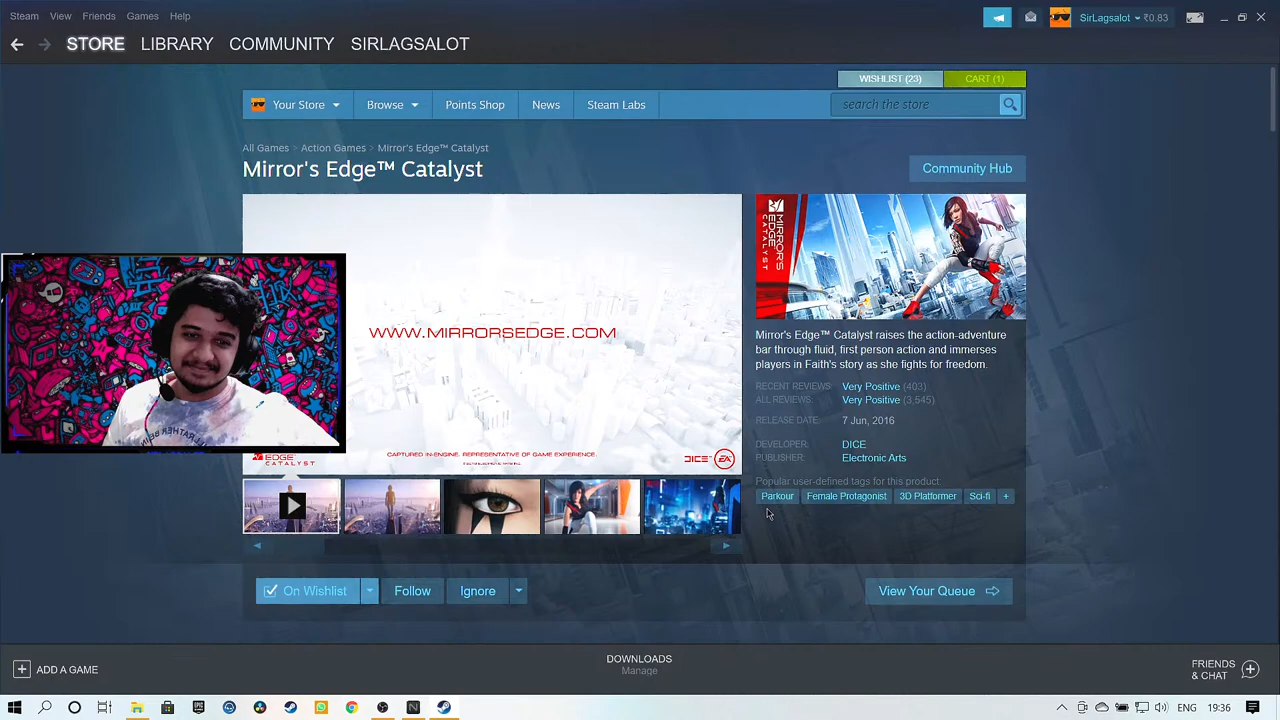 Steam View Friends Games Help
SirLagsalot ₹0.83
STORE LIBRARY COMMUNITY SIRLAGSALOT
WISHLIST (23) CART (1)
Your Store Browse Points Shop News Steam Labs search the store
All Games > Action Games > Mirror's Edge™ Catalyst
Mirror's Edge™ Catalyst
Community Hub
WWW.MIRRORSEDGE.COM
EDGE
CATALYST
CAPTURED IN-ENGINE. REPRESENTATIVE OF GAME EXPERIENCE.
DICE EA
MIRRORS
EDGE
CATALYST
Mirror's Edge™ Catalyst raises the action-adventure
bar through fluid, first person action and immerses
players in Faith's story as she fights for freedom.
RECENT REVIEWS: Very Positive (403)
ALL REVIEWS: Very Positive (3,545)
RELEASE DATE: 7 Jun, 2016
DEVELOPER: DICE
PUBLISHER: Electronic Arts
Popular user-defined tags for this product:
Parkour Female Protagonist 3D Platformer Sci-fi +
On Wishlist Follow Ignore View Your Queue
ADD A GAME
DOWNLOADS
Manage
FRIENDS
& CHAT
EPIC
N
ENG 19:36